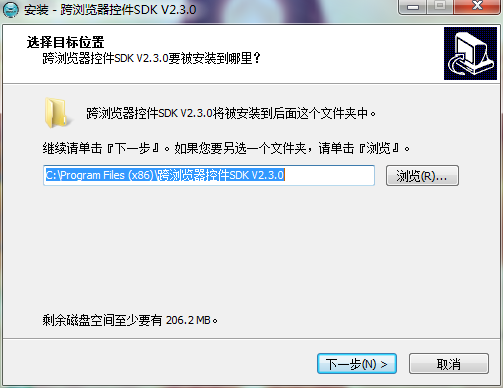 安装 - 跨浏览器控件SDK V2.3.0
选择目标位置
跨浏览器控件SDK V2.3.0要被安装到哪里？
跨浏览器控件SDK V2.3.0将被安装到后面这个文件夹中。
继续请单击『下一步』。如果您要另选一个文件夹，请单击『浏览』。
C:\Program Files (x86)\跨浏览器控件SDK V2.3.0
浏览(R)...
剩余磁盘空间至少要有 206.2 MB。
下一步(N) >
取消